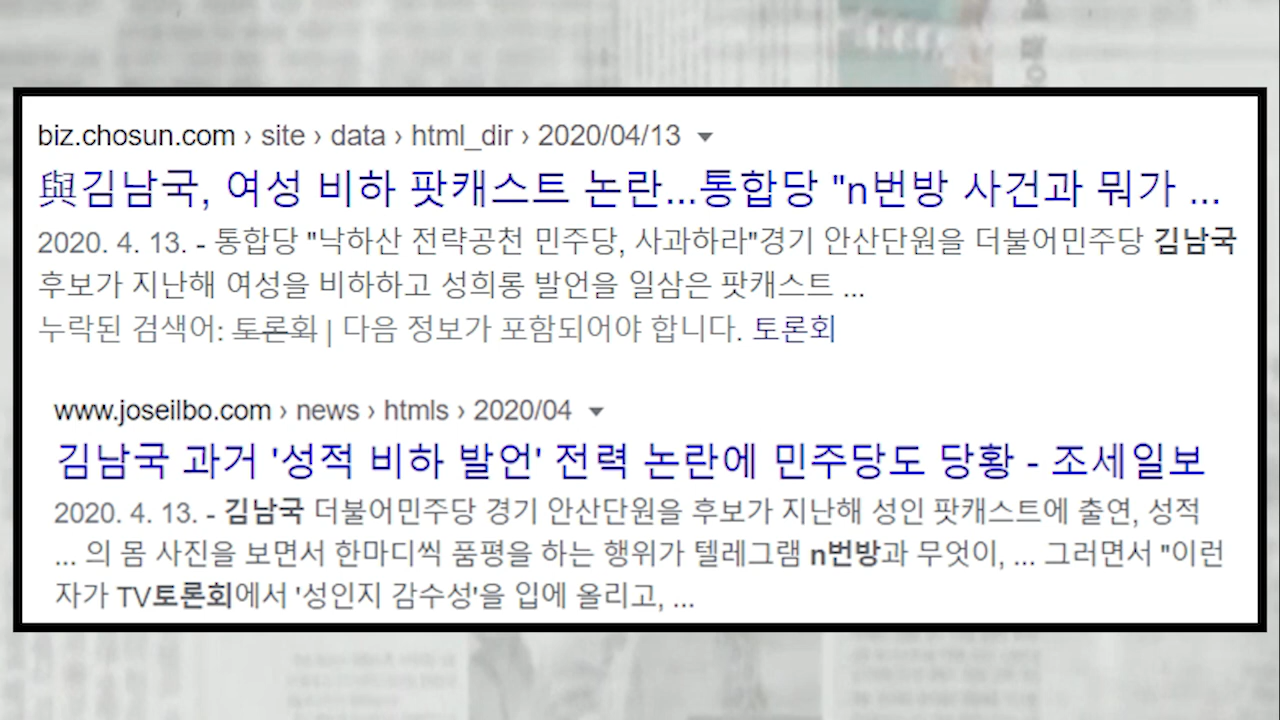 biz.chosun.com › site › data › html_dir › 2020/04/13
與김남국, 여성 비하 팟캐스트 논란...통합당 "n번방 사건과 뭐가 ...
2020. 4. 13. - 통합당 "낙하산 전략공천 민주당, 사과하라"경기 안산단원을 더불어민주당 김남국
후보가 지난해 여성을 비하하고 성희롱 발언을 일삼은 팟캐스트 ...
누락된 검색어: 토론회 | 다음 정보가 포함되어야 합니다. 토론회
www.joseilbo.com › news › htmls › 2020/04
김남국 과거 '성적 비하 발언' 전력 논란에 민주당도 당황 - 조세일보
2020. 4. 13. - 김남국 더불어민주당 경기 안산단원을 후보가 지난해 성인 팟캐스트에 출연, 성적
... 의 몸 사진을 보면서 한마디씩 품평을 하는 행위가 텔레그램 n번방과 무엇이, ... 그러면서 "이런
자가 TV토론회에서 '성인지 감수성'을 입에 올리고, ...